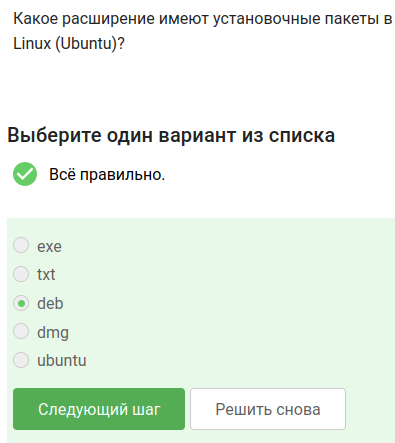 Какое расширение имеют установочные пакеты в
Linux (Ubuntu)?
Выберите один вариант из списка
Всё правильно.
exe
txt
deb
dmg
ubuntu
Следующий шаг
Решить снова